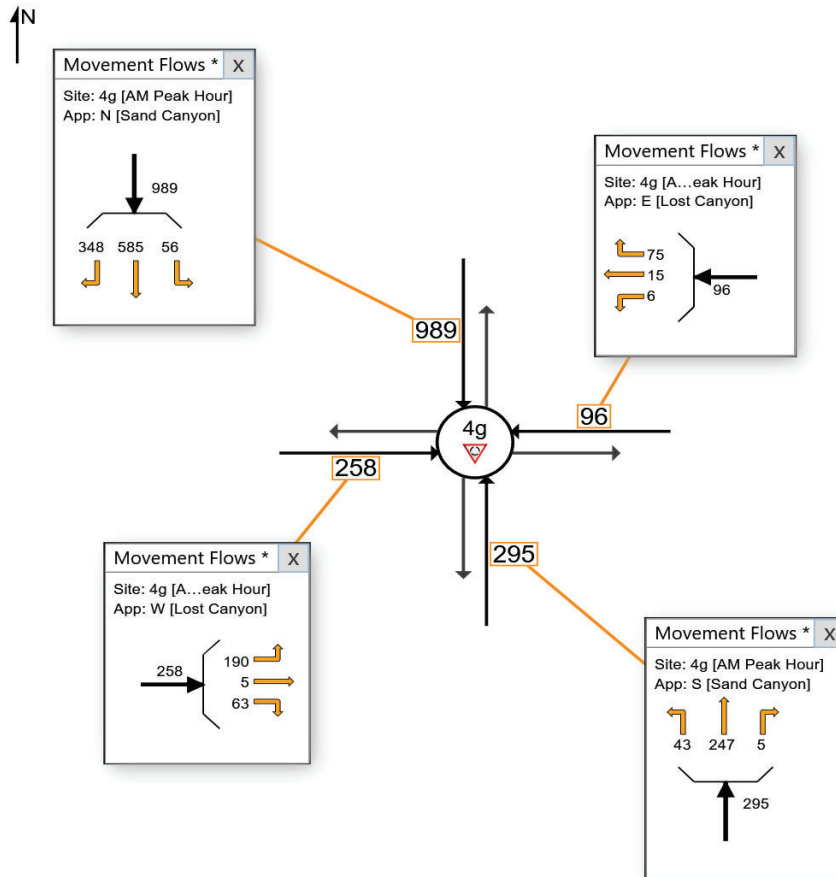 N
Movement Flows * X
Site: 4g [AM Peak Hour]
App: N [Sand Canyon]
989
348 585 56
Movement Flows * X
Site: 4g [A...eak Hour]
App: E [Lost Canyon]
75
15
6
96
989
4g
96
258
295
Movement Flows * X
Site: 4g [A...eak Hour]
App: W [Lost Canyon]
258
190
5
63
Movement Flows * X
Site: 4g [AM Peak Hour]
App: S [Sand Canyon]
43 247 5
295